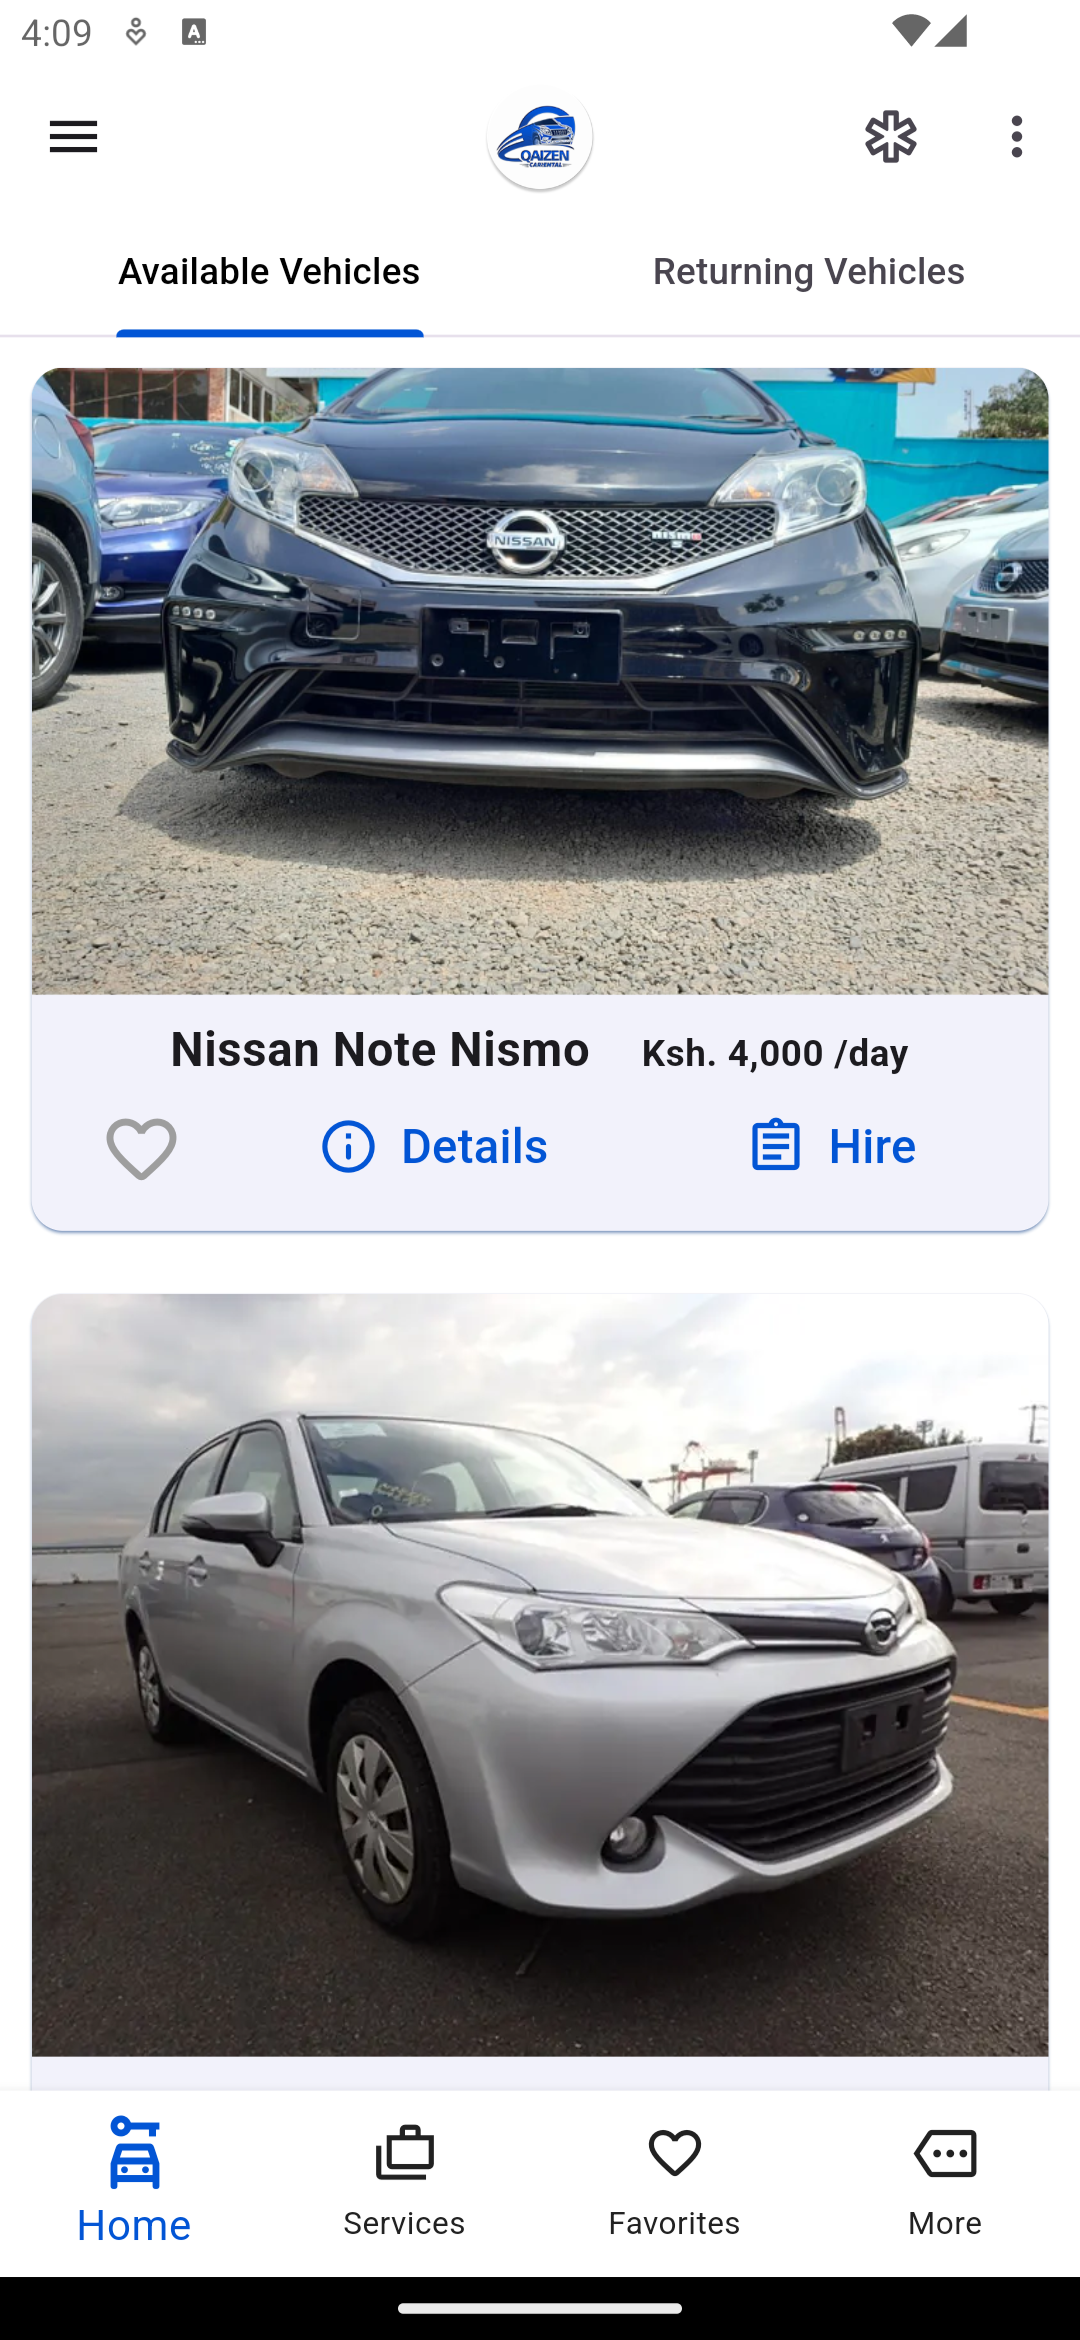 4:09
A
QAIZEN
CARIENTAL
Available Vehicles
Returning Vehicles
NISSAN
Nissan Note Nismo
Ksh. 4,000 /day
Details
Hire
Home
Services
Favorites
More